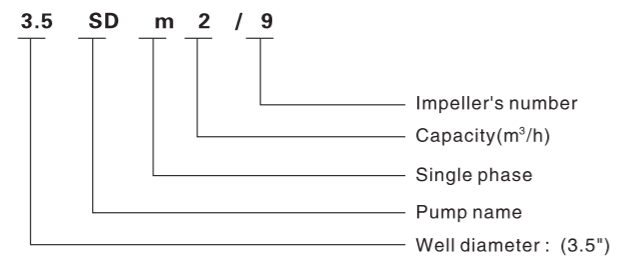 3.5 SD m 2 / 9
Impeller's number
Capacity(m³/h)
Single phase
Pump name
Well diameter : (3.5")